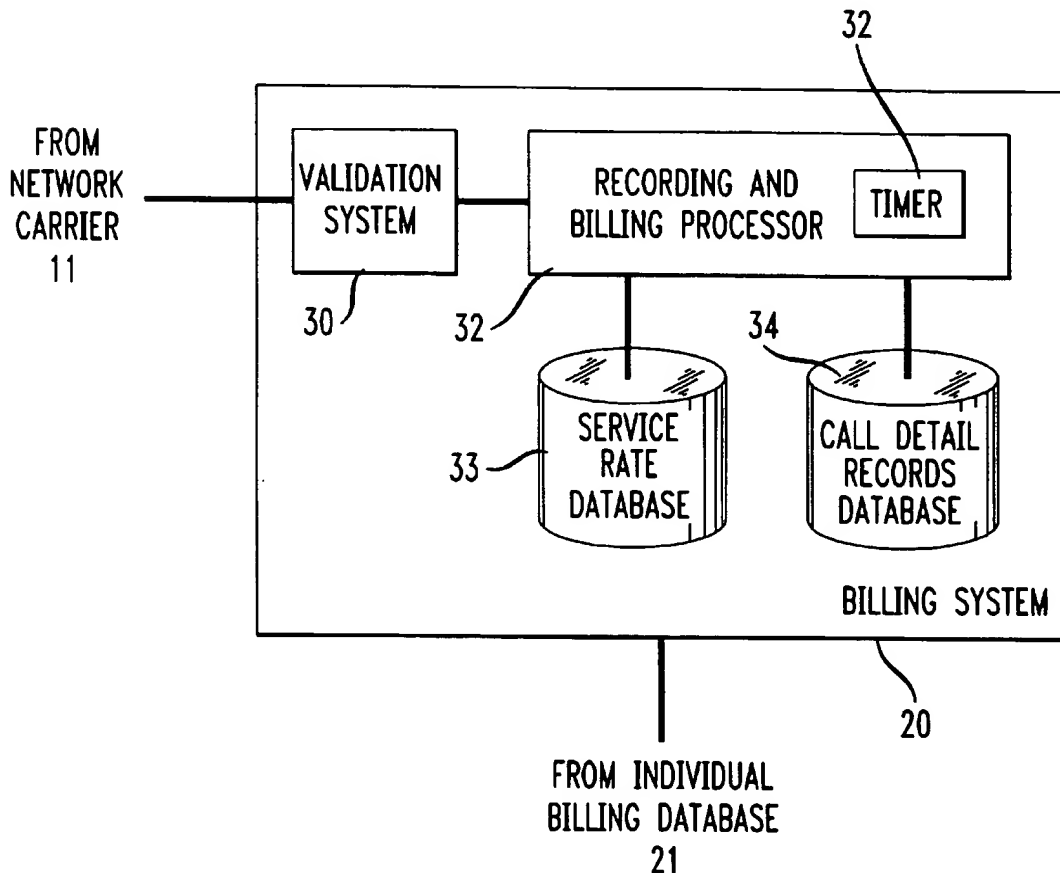 32
FROM
NETWORK
CARRIER
11
VALIDATION
SYSTEM
RECORDING AND
BILLING PROCESSOR
TIMER
30
32
34
33
SERVICE
RATE
DATABASE
CALL DETAIL
RECORDS
DATABASE
BILLING SYSTEM
20
FROM INDIVIDUAL
BILLING DATABASE
21